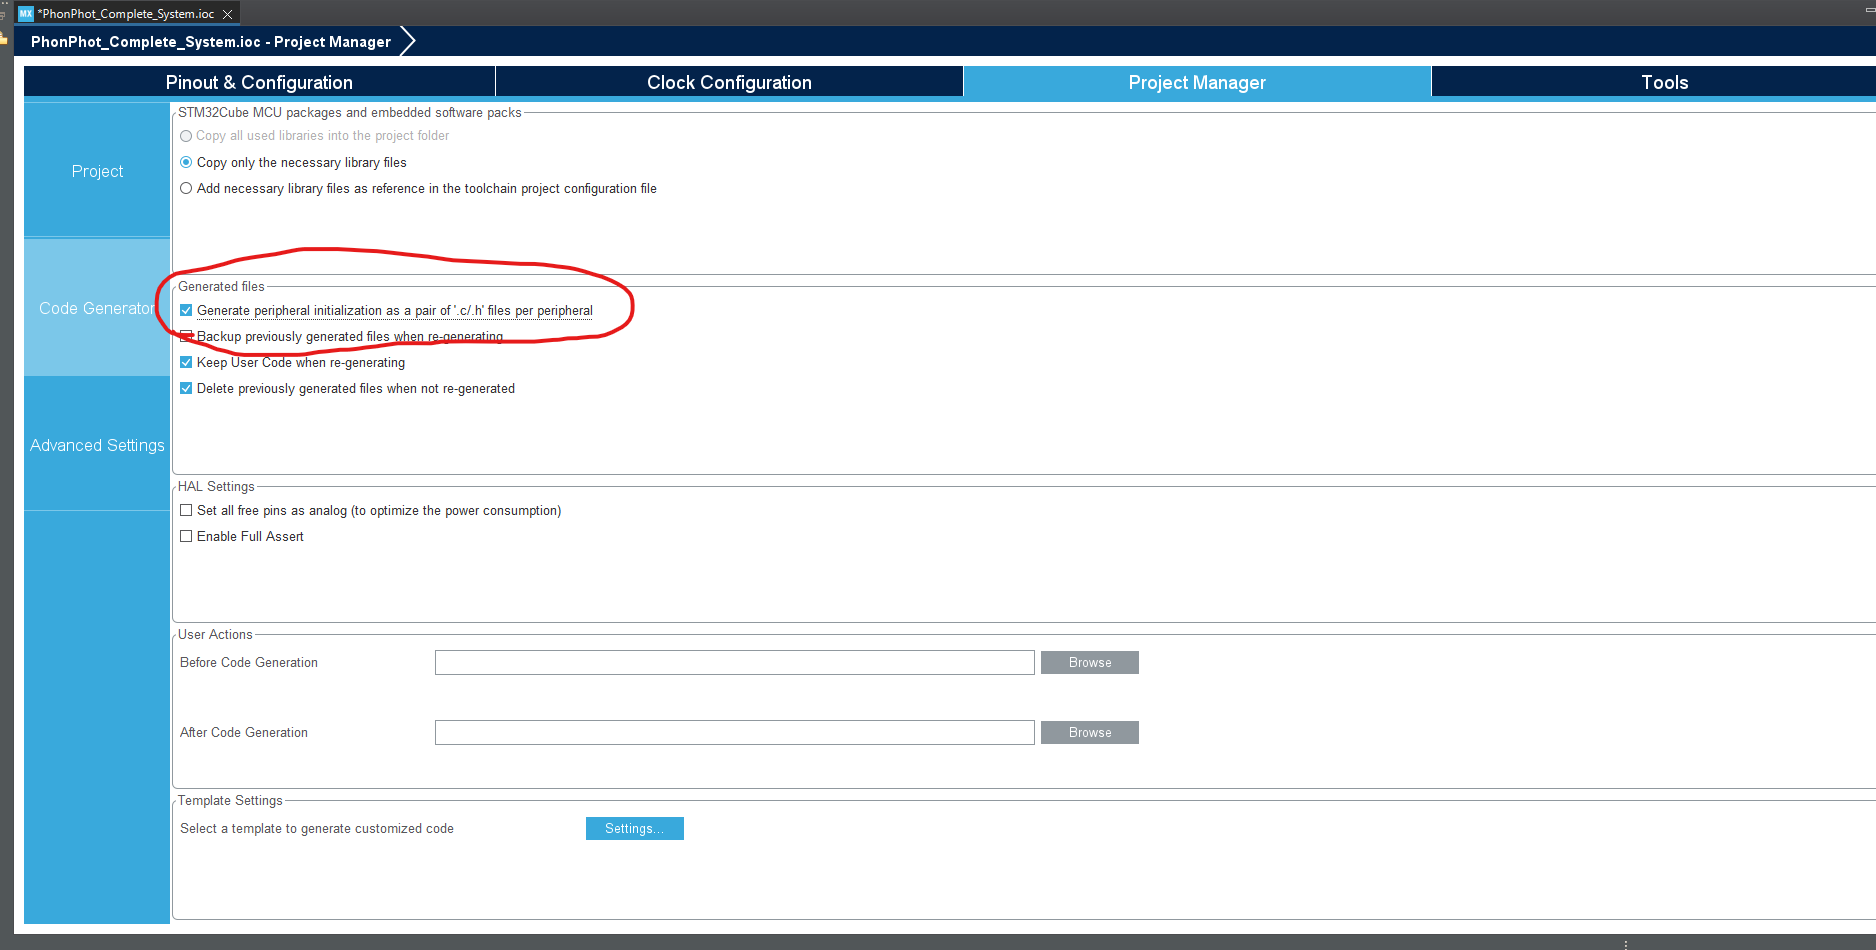 MX *PhonPhot_Complete_System.ioc
PhonPhot_Complete_System.ioc - Project Manager
Pinout & Configuration
Clock Configuration
Project Manager
Tools
Project
Code Generator
Advanced Settings
STM32Cube MCU packages and embedded software packs
Copy all used libraries into the project folder
Copy only the necessary library files
Add necessary library files as reference in the toolchain project configuration file
Generated files
Generate peripheral initialization as a pair of '.c/.h' files per peripheral
Backup previously generated files when re-generating
Keep User Code when re-generating
Delete previously generated files when not re-generated
HAL Settings
Set all free pins as analog (to optimize the power consumption)
Enable Full Assert
User Actions
Before Code Generation
Browse
After Code Generation
Browse
Template Settings
Select a template to generate customized code
Settings...